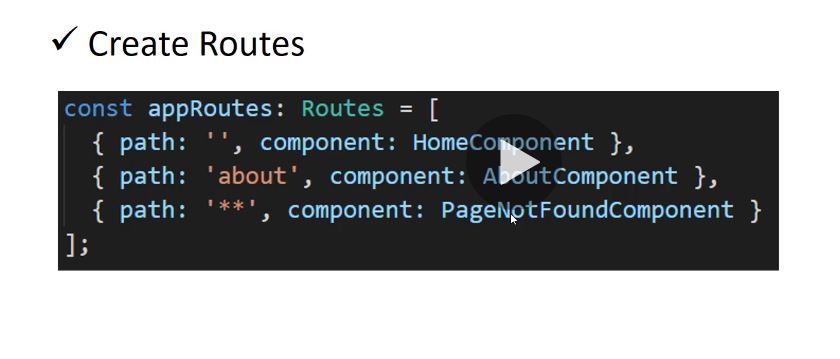 ✓ Create Routes
const appRoutes: Routes = [
{ path: '', component: HomeComponent },
{ path: 'about', component: AboutComponent },
{ path: '**', component: PageNotFoundComponent }
];